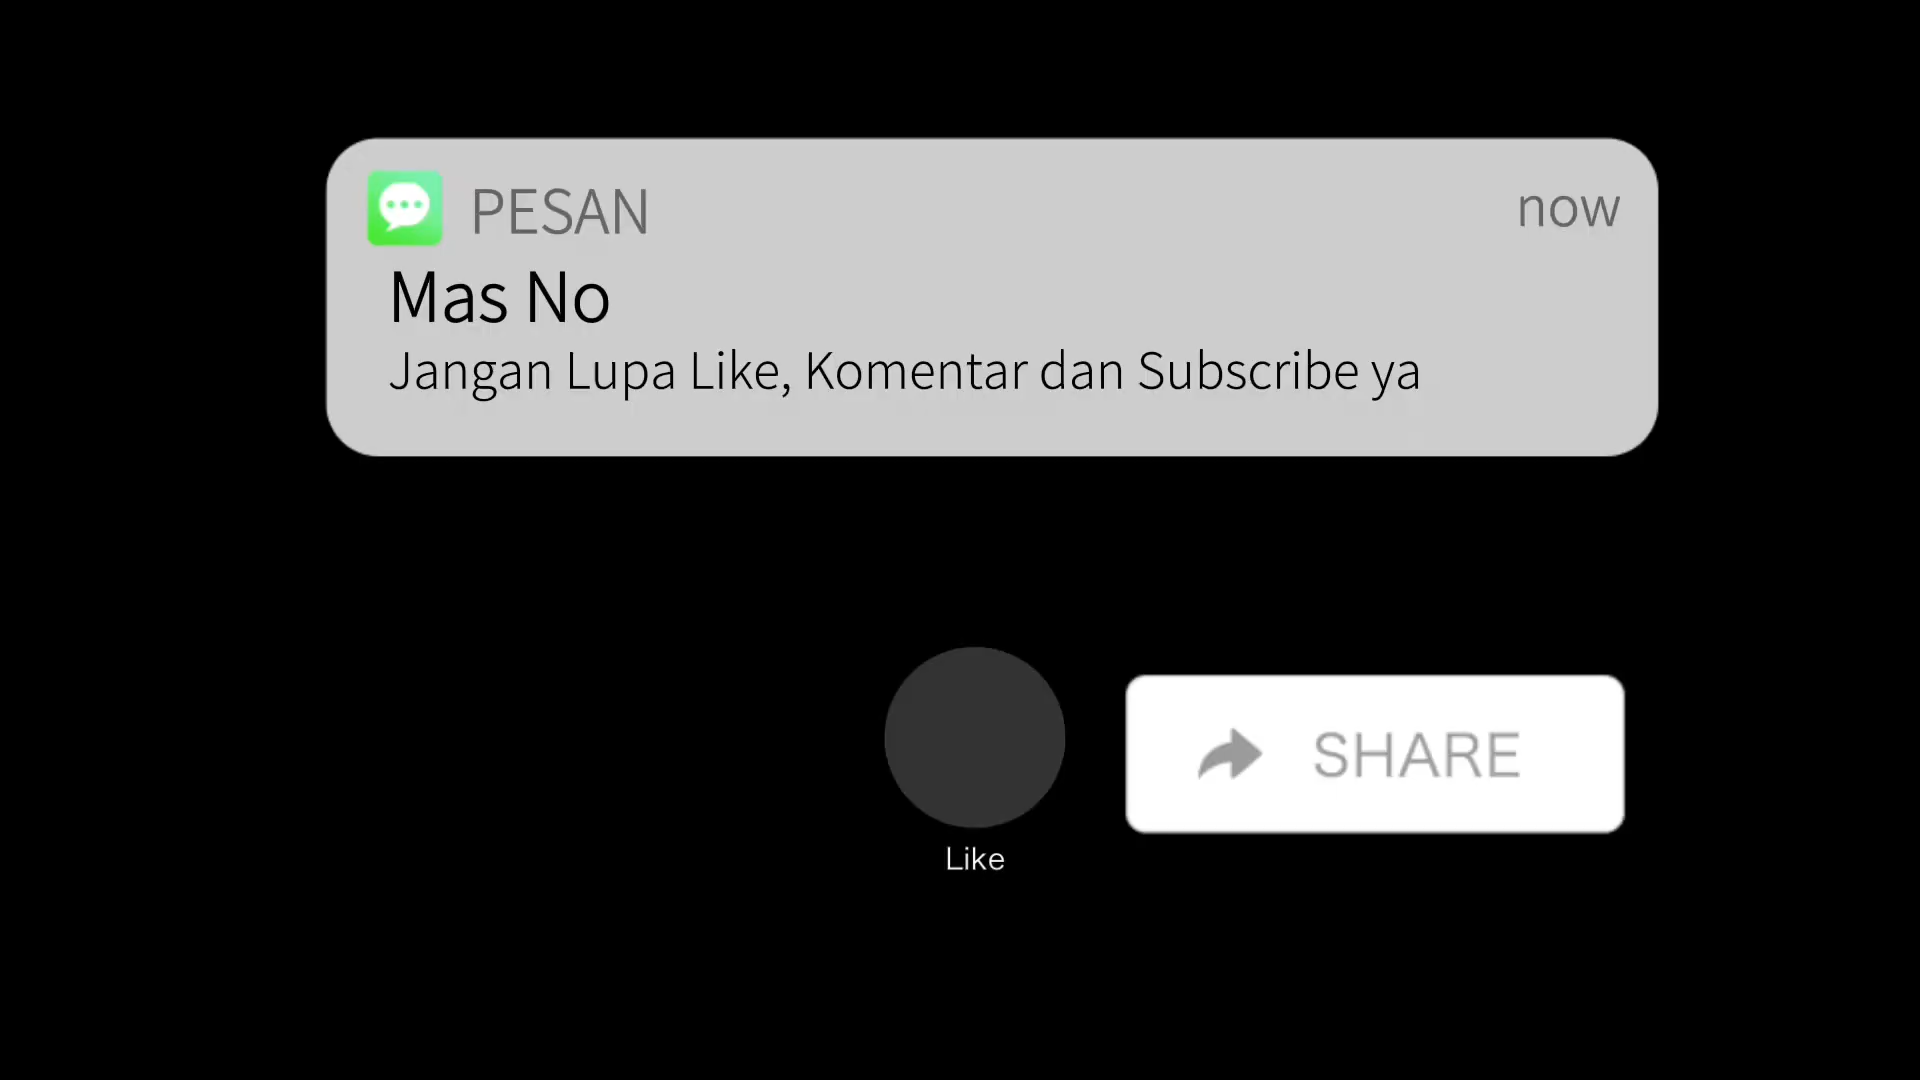 PESAN
now
Mas No
Jangan Lupa Like, Komentar dan Subscribe ya
SHARE
Like